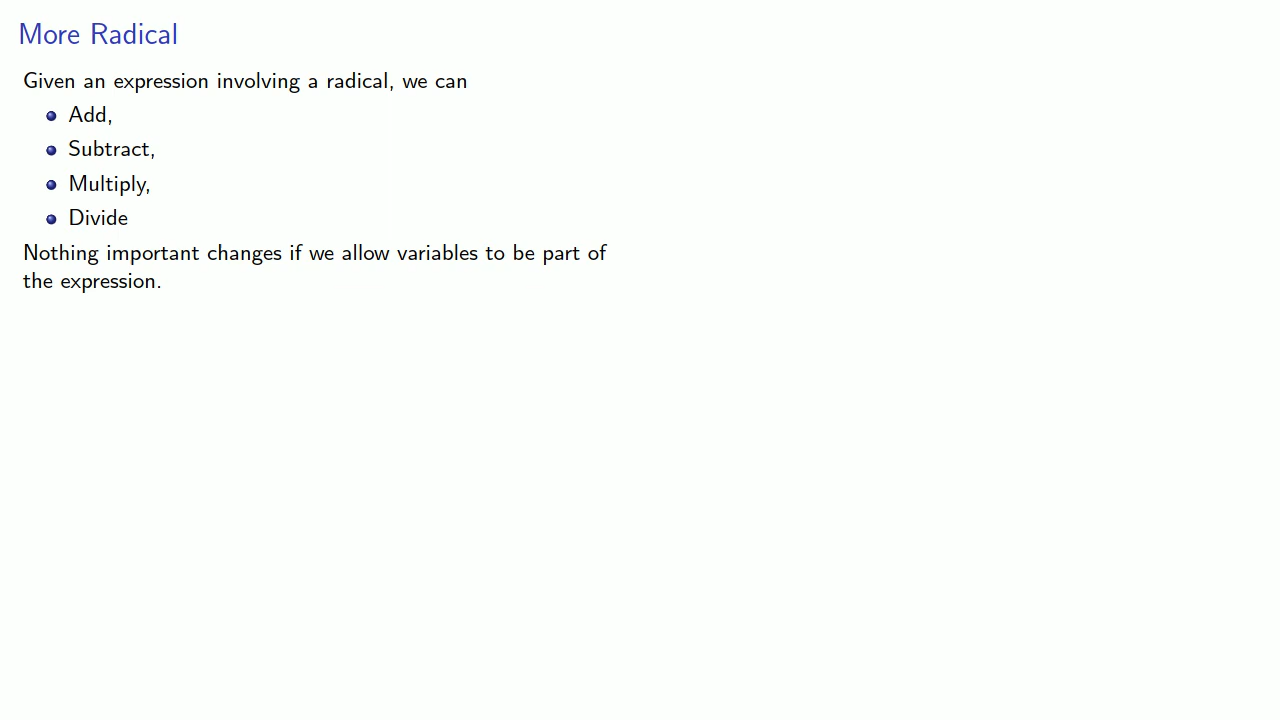 More Radical
Given an expression involving a radical, we can
Add,
Subtract,
Multiply,
Divide
Nothing important changes if we allow variables to be part of
the expression.